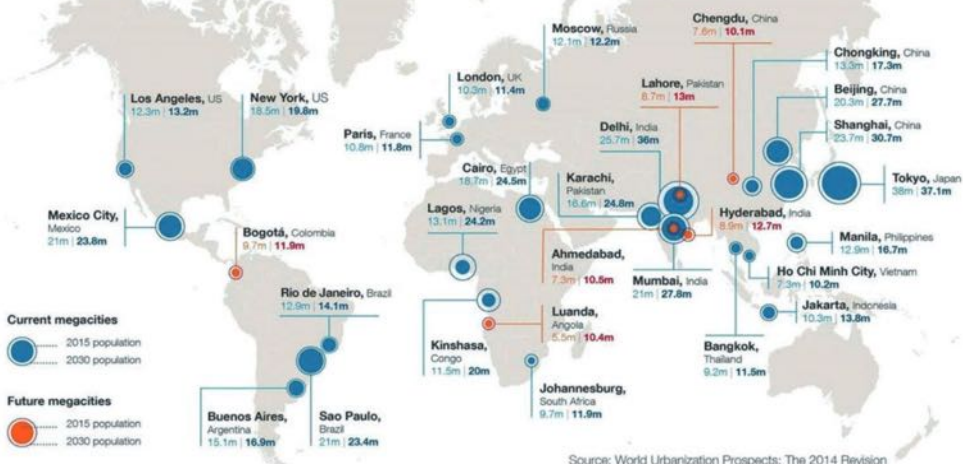 Moscow, Russia
12.1m | 12.2m
Chengdu, China
7.6m | 10.1m
Chongking, China
13.3m | 17.3m
London, UK
10.3m | 11.4m
Lahore, Pakistan
8.7m | 13m
Beijing, China
20.3m | 27.7m
Los Angeles, US
12.3m | 13.2m
New York, US
18.5m | 19.8m
Paris, France
10.8m | 11.8m
Delhi, India
25.7m | 36m
Shanghai, China
23.7m | 30.7m
Cairo, Egypt
18.7m | 24.5m
Karachi,
Pakistan
16.6m | 24.8m
Tokyo, Japan
38m | 37.1m
Mexico City,
Mexico
21m | 23.8m
Bogotá, Colombia
9.7m | 11.9m
Lagos, Nigeria
13.1m | 24.2m
Hyderabad, India
8.9m | 12.7m
Manila, Philippines
12.9m | 16.7m
Ahmedabad,
India
7.3m | 10.5m
Mumbai, India
21m | 27.8m
Ho Chi Minh City, Vietnam
7.3m | 10.2m
Rio de Janeiro, Brazil
12.9m | 14.1m
Luanda,
Angola
5.5m | 10.4m
Jakarta, Indonesia
10.3m | 13.8m
Current megacities
2015 population
2030 population
Kinshasa,
Congo
11.5m | 20m
Bangkok,
Thailand
9.2m | 11.5m
Johannesburg,
South Africa
9.7m | 11.9m
Future megacities
2015 population
2030 population
Buenos Aires,
Argentina
15.1m | 16.9m
Sao Paulo,
Brazil
21m | 23.4m
Source: World Urbanization Prospects: The 2014 Revision